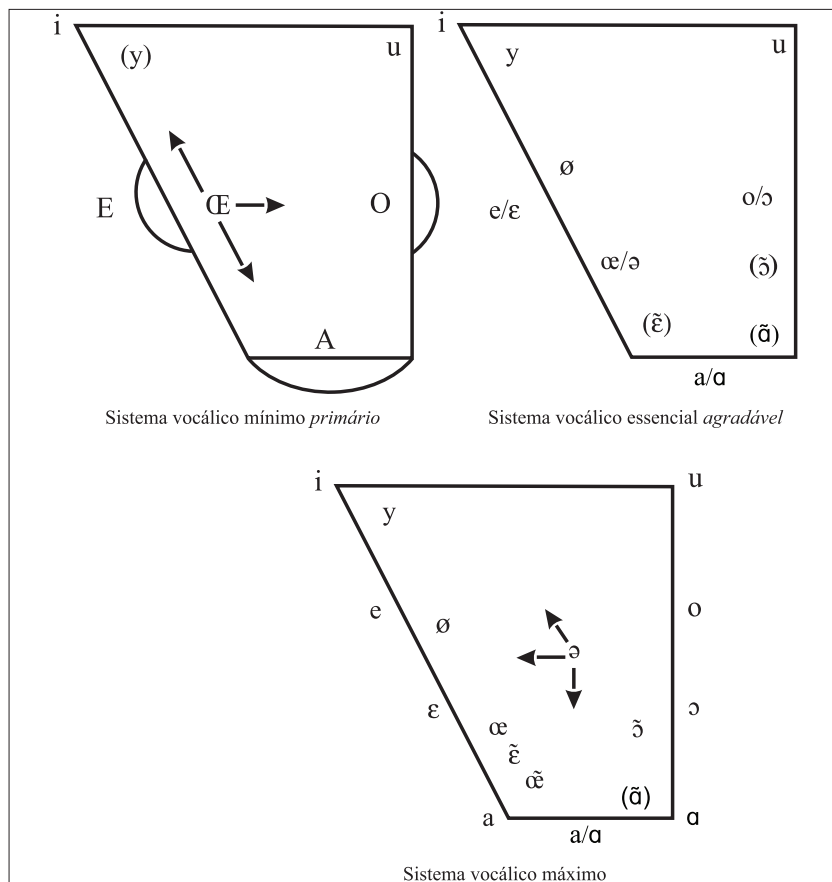 i
u
(y)
E
Œ
O
A
Sistema vocálico mínimo primário
i
u
y
ø
e/ɛ
o/ɔ
œ/ə
(ɔ̃)
(ɛ̃)
(ɑ̃)
a/ɑ
Sistema vocálico essencial agradável
i
u
y
e
o
ø
ə
ɛ
ɔ
œ
ɔ̃
ɛ̃
œ̃
(ɑ̃)
a
ɑ
a/ɑ
Sistema vocálico máximo